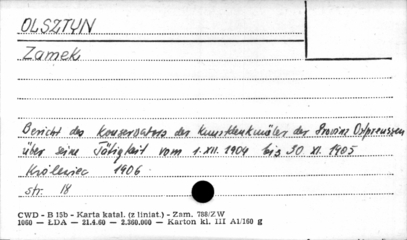 OLSZTYN
Zamek
Bericht des Konservators der Kunstdenkmäler der Provinz Ostpreussen
über seine Tätigkeit vom 1. XII. 1904 bis 30 XI. 1905
Królewiec 1906
str. 18
CWD - B 15b - Karta katal. (z liniat.) - Zam. 788/ZW
1060 — ŁDA — 21.4.60 — 2.300.000 — Karton kl. III A1/160 g